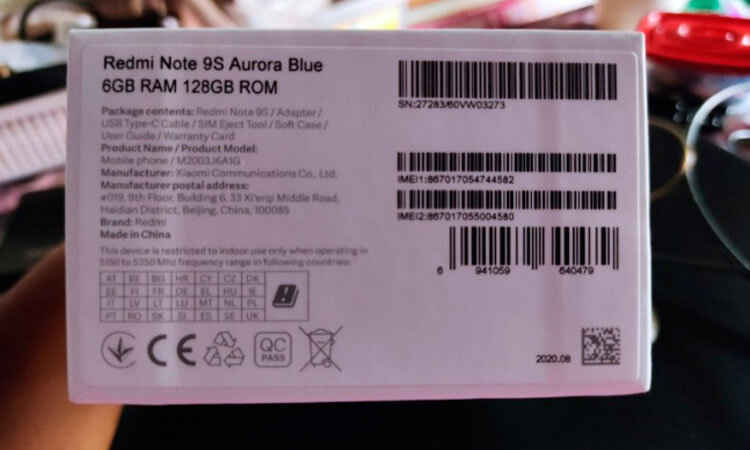 Redmi Note 9S Aurora Blue
6GB RAM 128GB ROM
Package contents: Redmi Note 9S / Adapter /
USB Type-C Cable / SIM Eject Tool / Soft Case /
User Guide / Warranty Card
Product Name / Product Model:
Mobile phone / M2003J6A1G
Manufacturer: Xiaomi Communications Co., Ltd.
Manufacturer postal address:
#019, 9th Floor, Building 6, 33 Xi'erqi Middle Road,
Haidian District, Beijing, China, 100085
Brand: Redmi
Made in China
This device is restricted to indoor use only when operating in
5150 to 5350 Mhz frequency range in following countries:
AT BE BG HR CY CZ DK
EE FI FR DE EL HU IE
IT LV LT LU MT NL PL
PT RO SK SI ES SE UK
CE
QC
PASS
SN:27283/60VW03273
IMEI1:867017054744582
IMEI2:867017055004580
6 941059 640479
2020.08